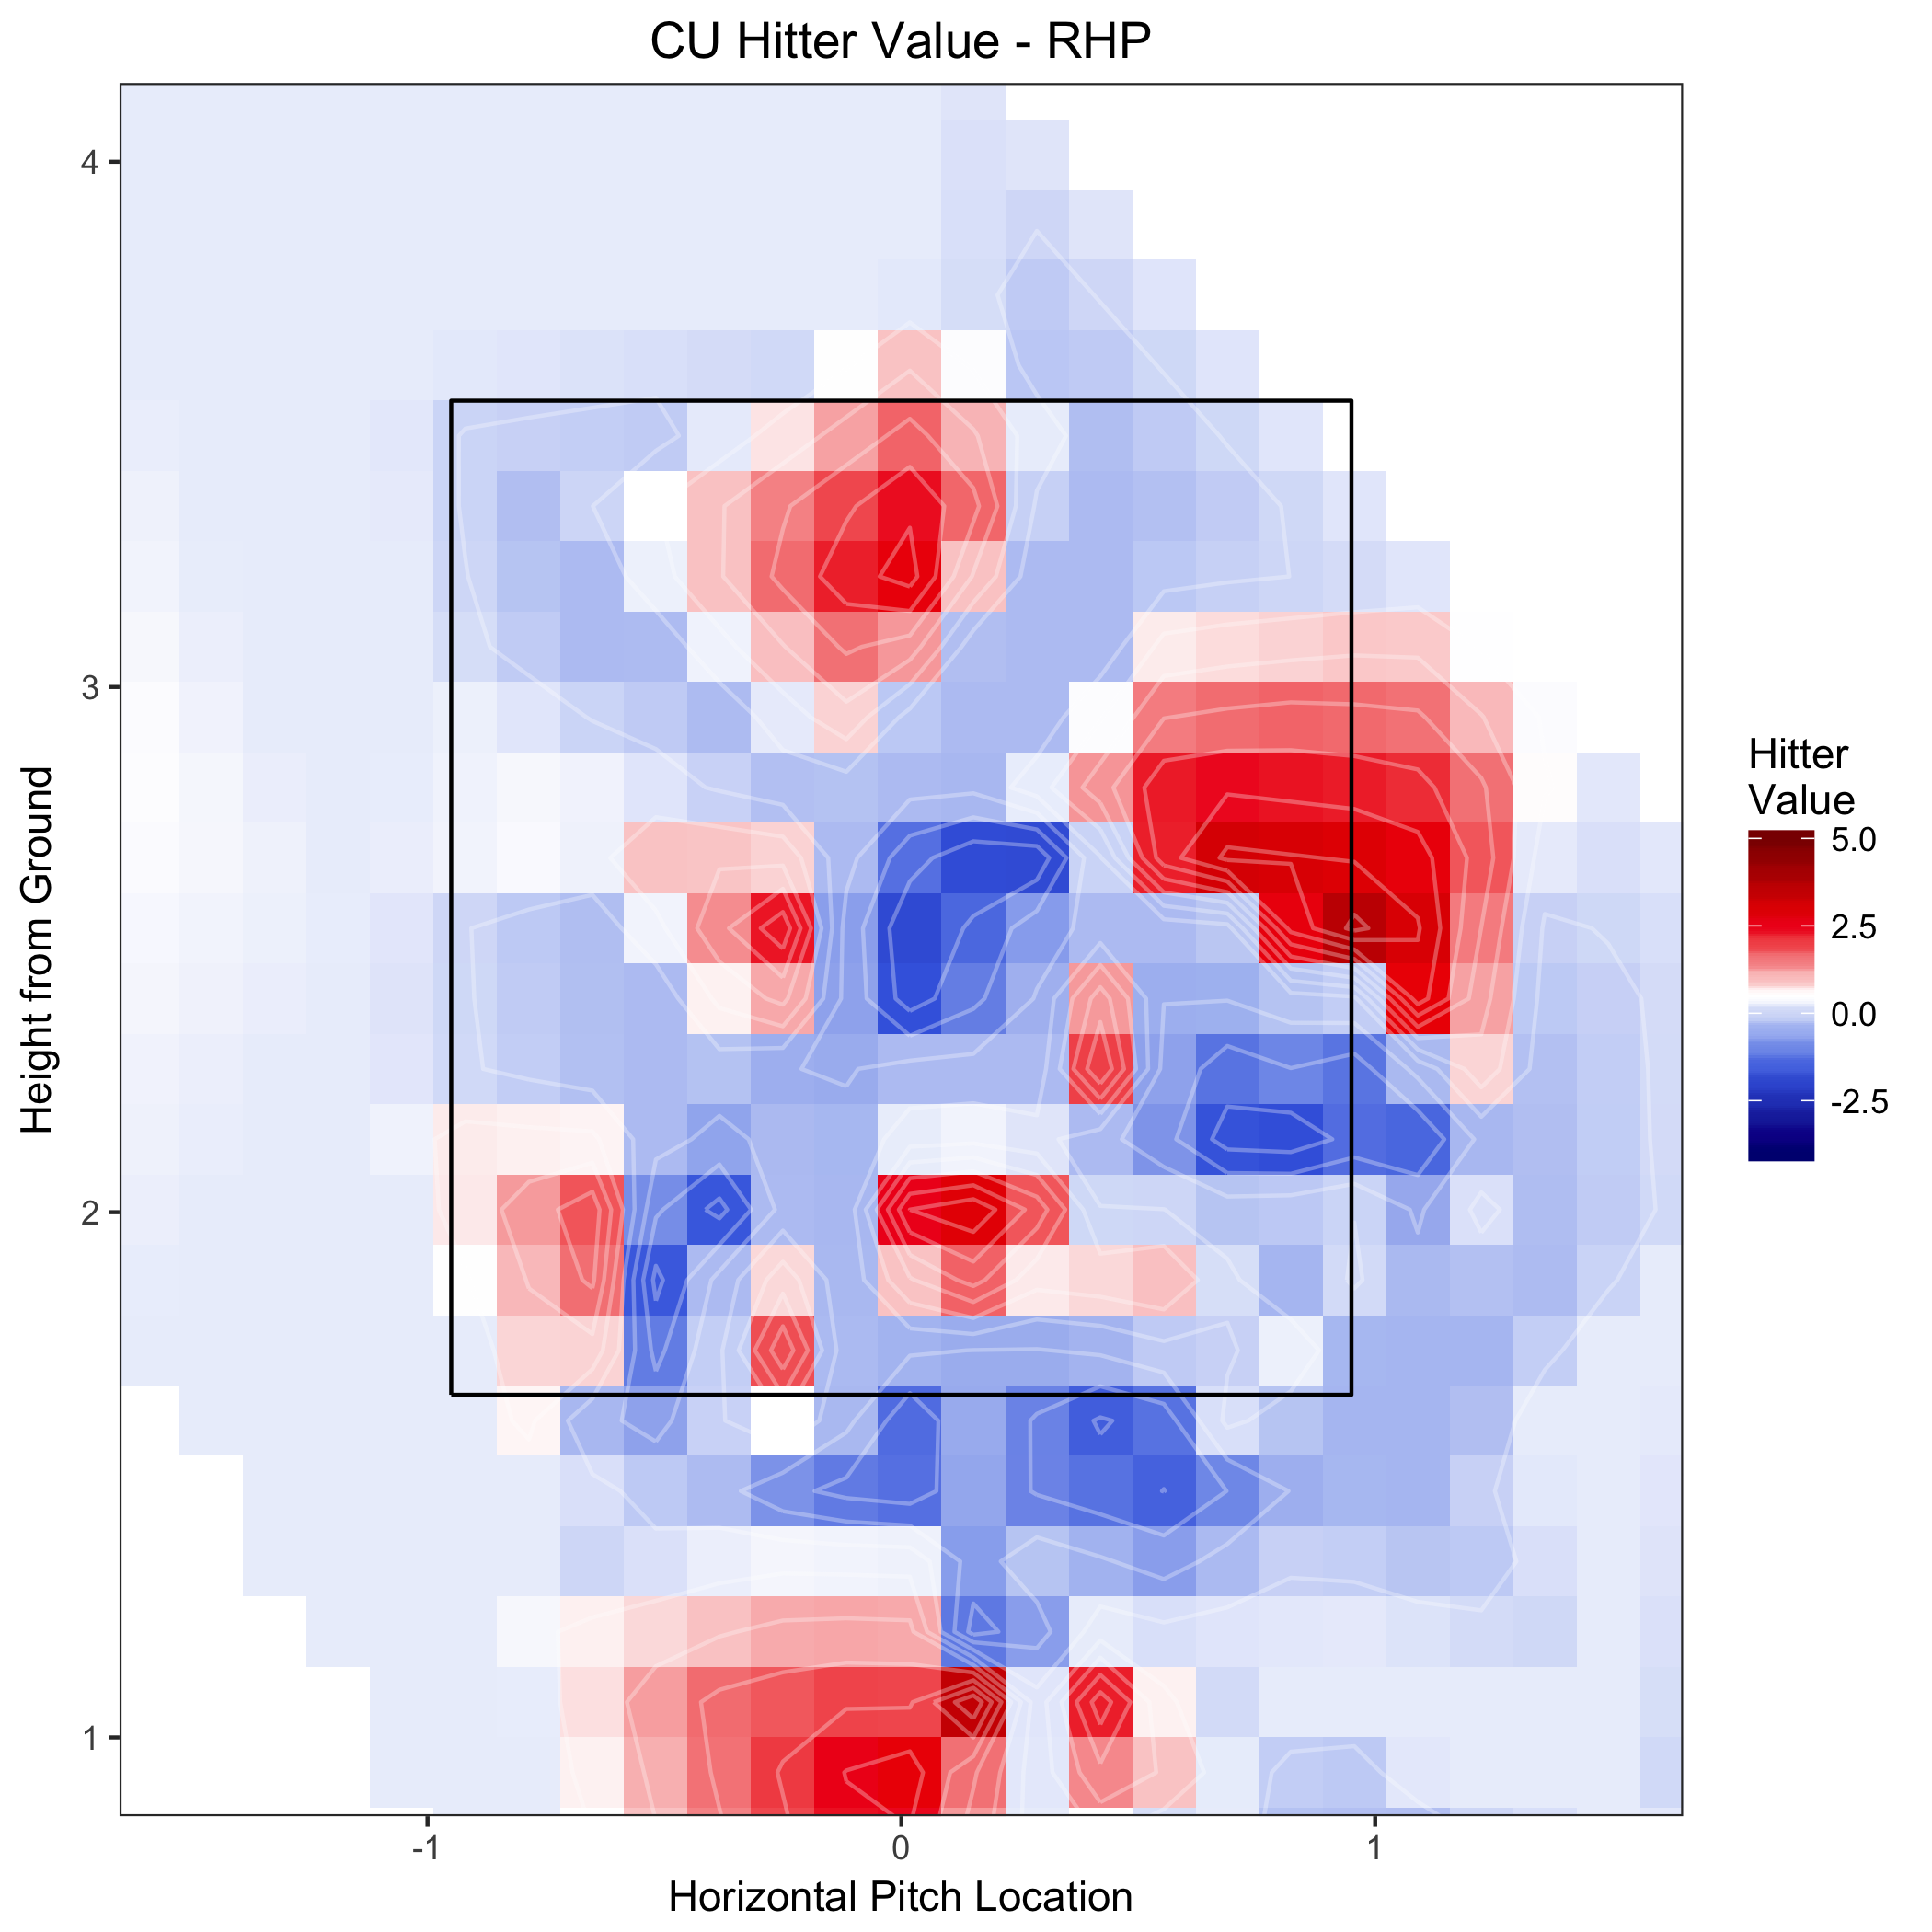 CU Hitter Value - RHP
4
3
2
1
Height from Ground
-1
0
1
Horizontal Pitch Location
Hitter
Value
5.0
2.5
0.0
-2.5